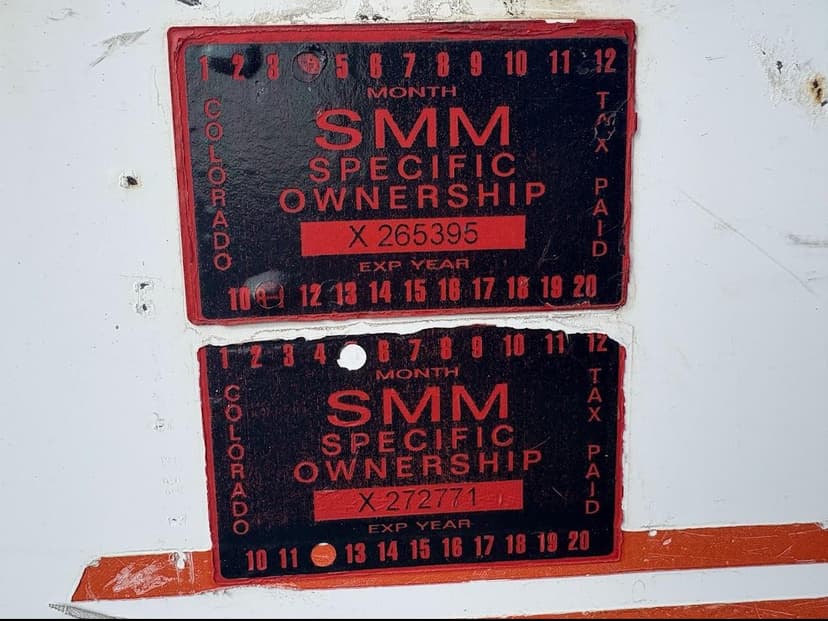 1 2 3 5 6 7 8 9 10 11 12
MONTH
COLORADO
SMM
SPECIFIC
OWNERSHIP
TAX PAID
X 265395
EXP YEAR
10 12 13 14 15 16 17 18 19 20
1 2 3 4 6 7 8 9 10 11 12
MONTH
COLORADO
SMM
SPECIFIC
OWNERSHIP
TAX PAID
X 272771
EXP YEAR
10 11 13 14 15 16 17 18 19 20